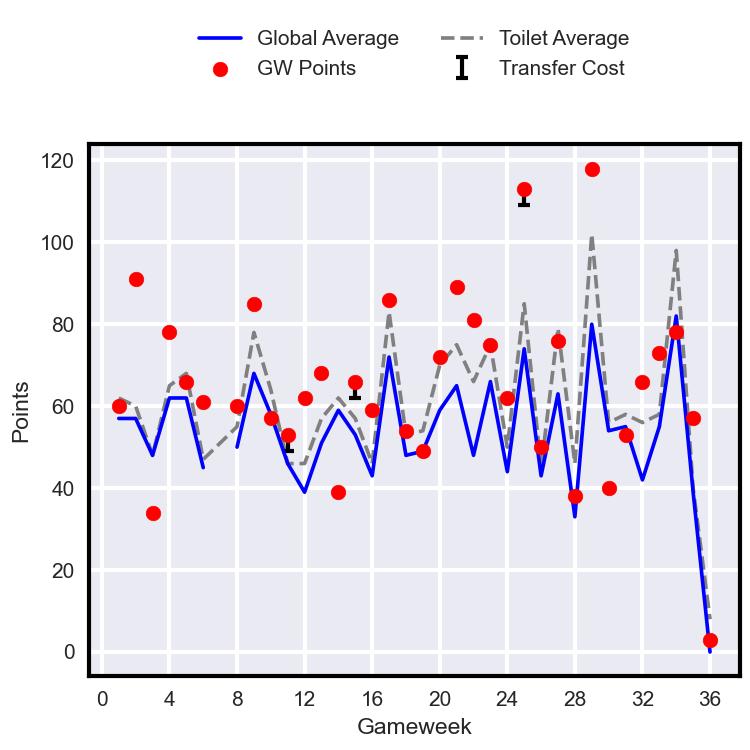 Global Average
Toilet Average
GW Points
Transfer Cost
120
100
80
60
40
20
0
Points
0 4 8 12 16 20 24 28 32 36
Gameweek